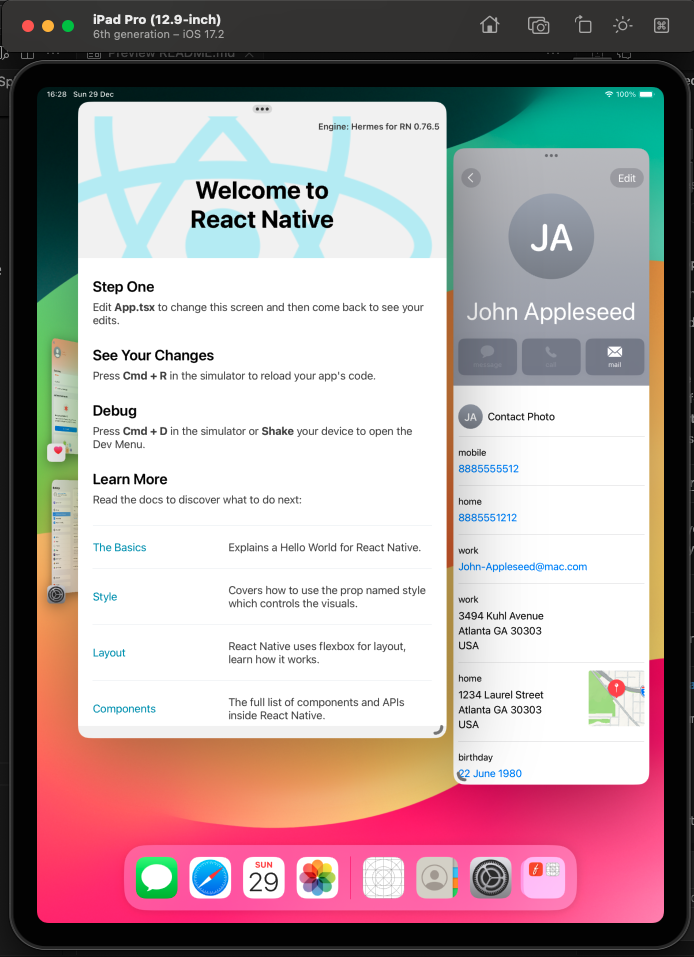 iPad Pro (12.9-inch)
6th generation – iOS 17.2
Preview README.md
16:28 Sun 29 Dec
100%
Engine: Hermes for RN 0.76.5
Welcome to
React Native
Step One
Edit App.tsx to change this screen and then come back to see your
edits.
See Your Changes
Press Cmd + R in the simulator to reload your app's code.
Debug
Press Cmd + D in the simulator or Shake your device to open the
Dev Menu.
Learn More
Read the docs to discover what to do next:
The Basics
Explains a Hello World for React Native.
Style
Covers how to use the prop named style
which controls the visuals.
Layout
React Native uses flexbox for layout,
learn how it works.
Components
The full list of components and APIs
inside React Native.
Edit
JA
John Appleseed
message
call
mail
JA
Contact Photo
mobile
8885555512
home
8885551212
work
John-Appleseed@mac.com
work
3494 Kuhl Avenue
Atlanta GA 30303
USA
home
1234 Laurel Street
Atlanta GA 30303
USA
birthday
22 June 1980
SUN
29